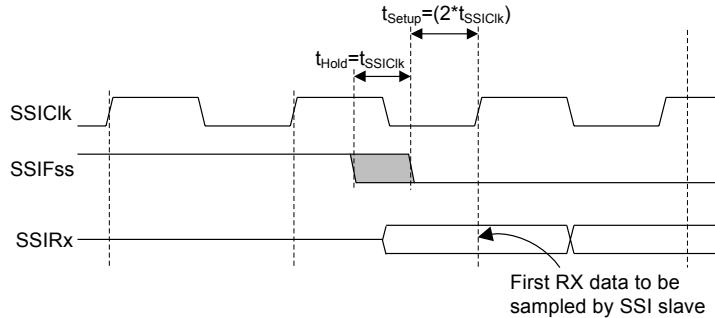 tSetup=(2*tSSIClk)
tHold=tSSIClk
SSIClk
SSIFss
SSIRx
First RX data to be
sampled by SSI slave